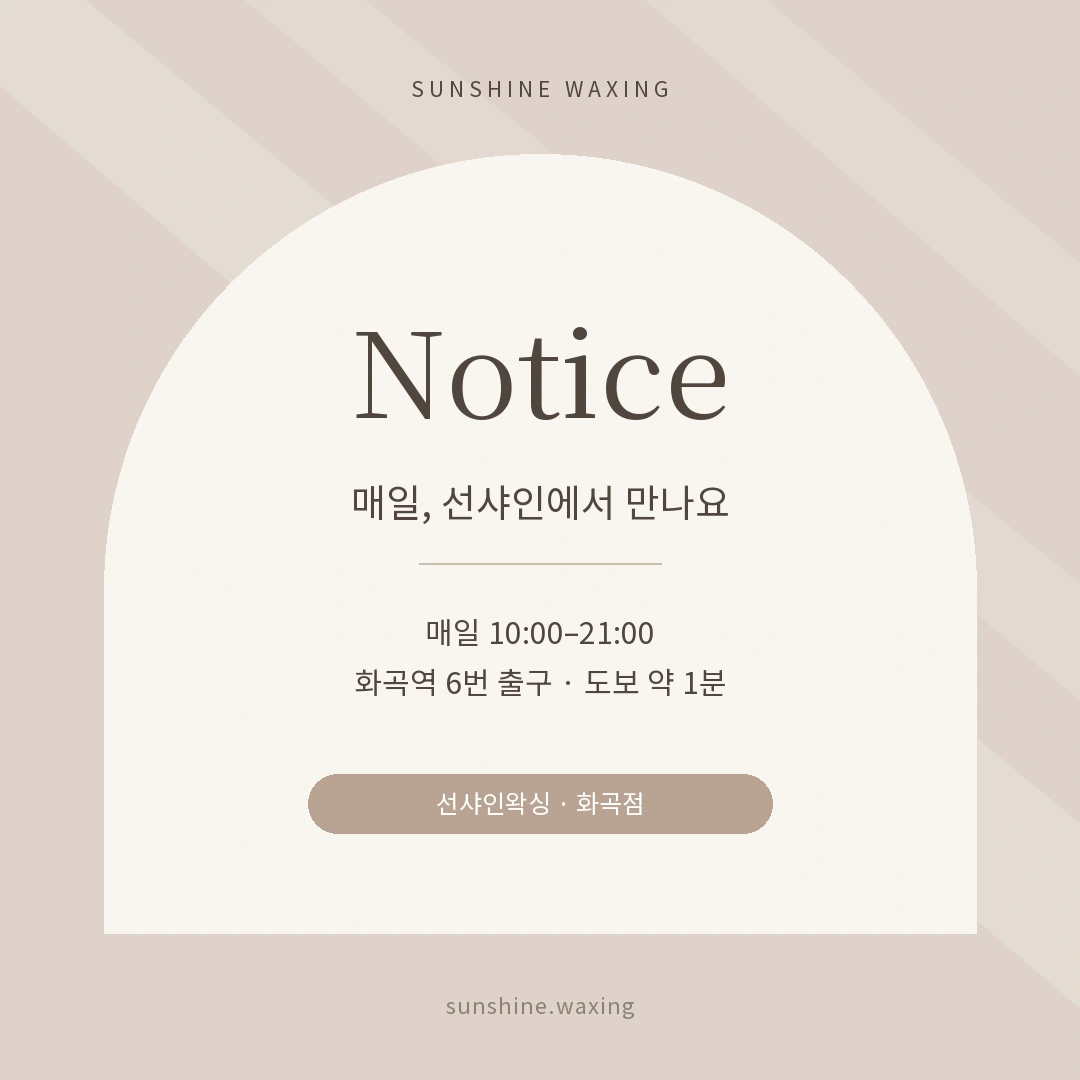 SUNSHINE WAXING
Notice
매일, 선샤인에서 만나요
매일 10:00–21:00
화곡역 6번 출구 · 도보 약 1분
선샤인왁싱 · 화곡점
sunshine.waxing